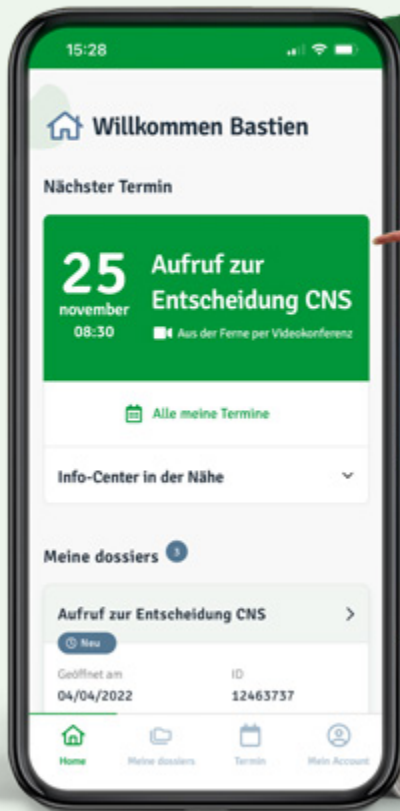 15:28
Willkommen Bastien
Nächster Termin
25
november
08:30
Aufruf zur
Entscheidung CNS
Aus der Ferne per Videokonferenz
Alle meine Termine
Info-Center in der Nähe
Meine dossiers 3
Aufruf zur Entscheidung CNS
Neu
Geöffnet am
04/04/2022
ID
12463737
Home
Meine dossiers
Termin
Mein Account